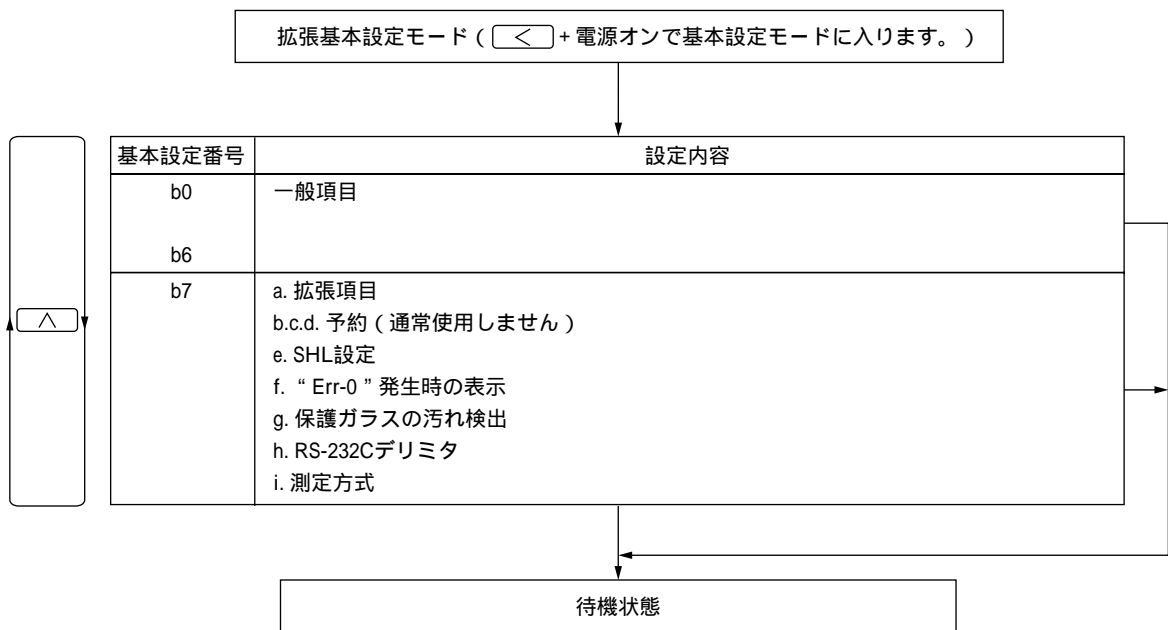 拡張基本設定モード（ ＜ + 電源オンで基本設定モードに入ります。）
基本設定番号 設定内容
b0 一般項目
b6
b7 a. 拡張項目
b.c.d. 予約（通常使用しません）
e. SHL設定
∧
f. “Err-0”発生時の表示
g. 保護ガラスの汚れ検出
h. RS-232Cデリミタ
i. 測定方式
待機状態